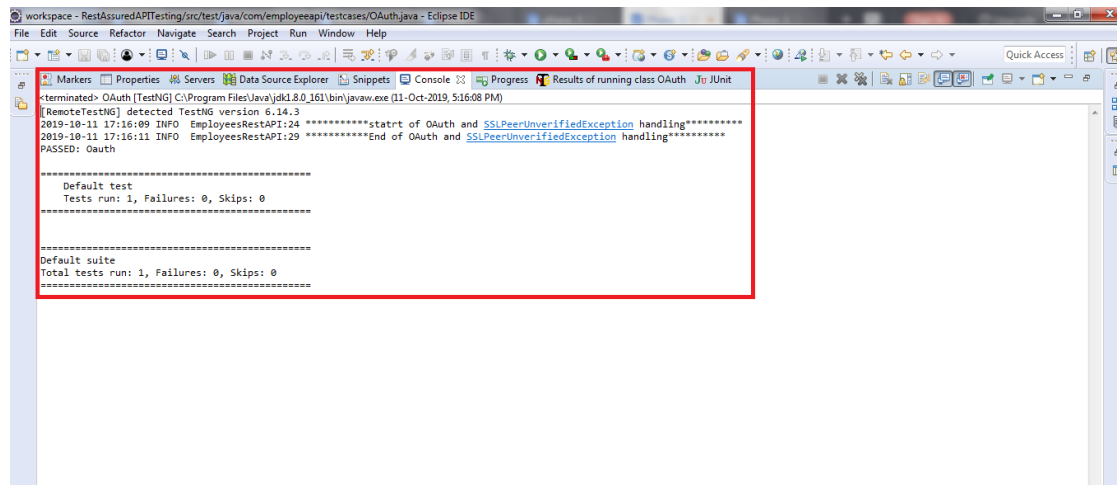 workspace - RestAssuredAPITesting/src/test/java/com/employeeapi/testcases/OAuth.java - Eclipse IDE
File Edit Source Refactor Navigate Search Project Run Window Help
Quick Access
Markers Properties Servers Data Source Explorer Snippets Console Progress Results of running class OAuth JUnit
<terminated> OAuth [TestNG] C:\Program Files\Java\jdk1.8.0_161\bin\javaw.exe (11-Oct-2019, 5:16:08 PM)
[RemoteTestNG] detected TestNG version 6.14.3
2019-10-11 17:16:09 INFO EmployeesRestAPI:24 ***********statrt of OAuth and SSLPeerUnverifiedException handling**********
2019-10-11 17:16:11 INFO EmployeesRestAPI:29 ***********End of OAuth and SSLPeerUnverifiedException handling**********
PASSED: Oauth
===============================================
Default test
Tests run: 1, Failures: 0, Skips: 0
===============================================
===============================================
Default suite
Total tests run: 1, Failures: 0, Skips: 0
===============================================